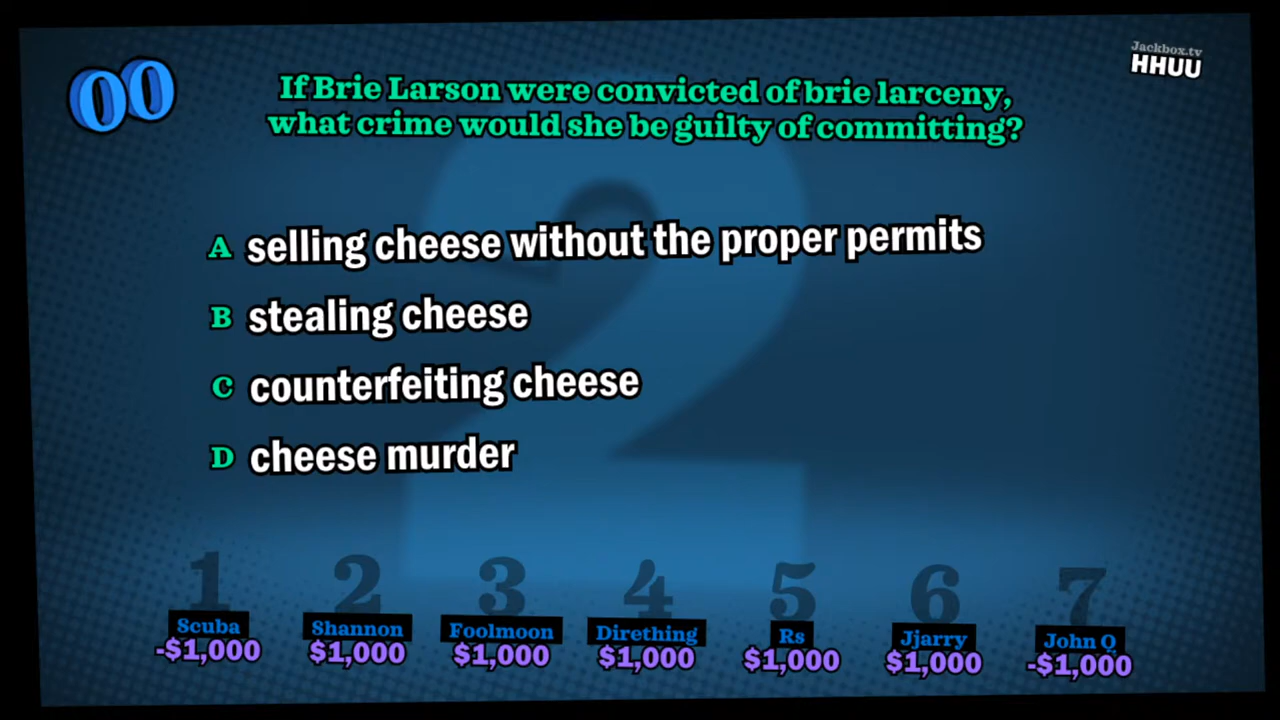 00
Jackbox.tv
HHUU
If Brie Larson were convicted of brie larceny,
what crime would she be guilty of committing?
A selling cheese without the proper permits
B stealing cheese
C counterfeiting cheese
D cheese murder
2
1 2 3 4 5 6 7
Scuba Shannon Foolmoon Dirething Rs Jjarry John Q
-$1,000 $1,000 $1,000 $1,000 $1,000 $1,000 -$1,000